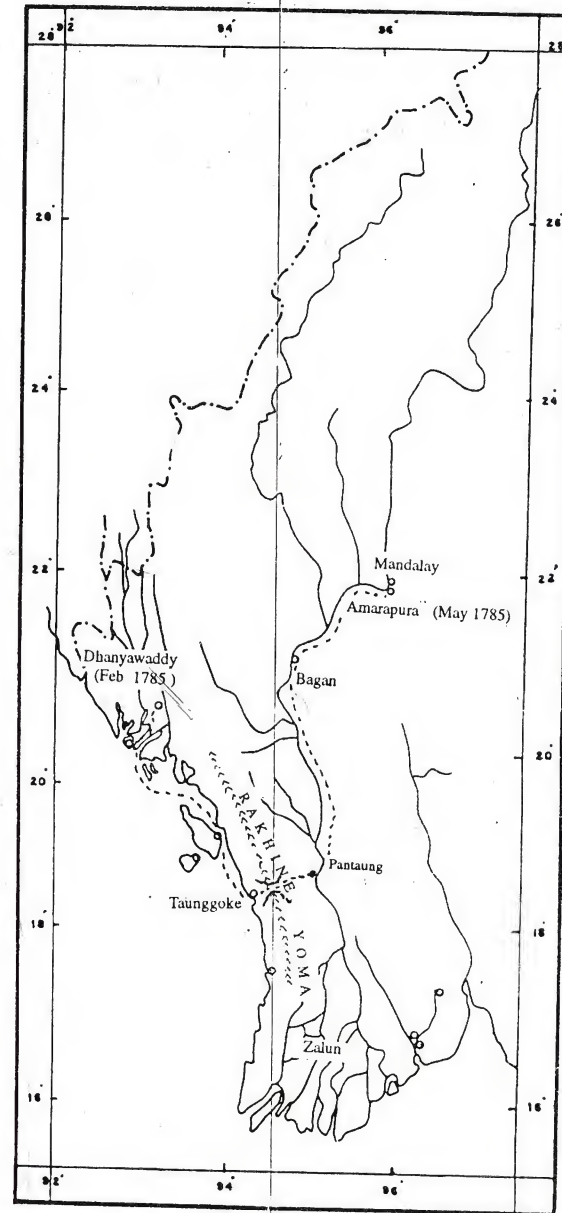 92°
94°
96°
28°
28
26°
26°
24°
24°
22°
22°
Mandalay
Amarapura (May 1785)
Dhanyawaddy
(Feb 1785)
Bagan
20°
20°
RAKHINE YOMA
Pantaung
Taunggoke
18°
18°
Zalun
16°
16°
92°
94°
96°